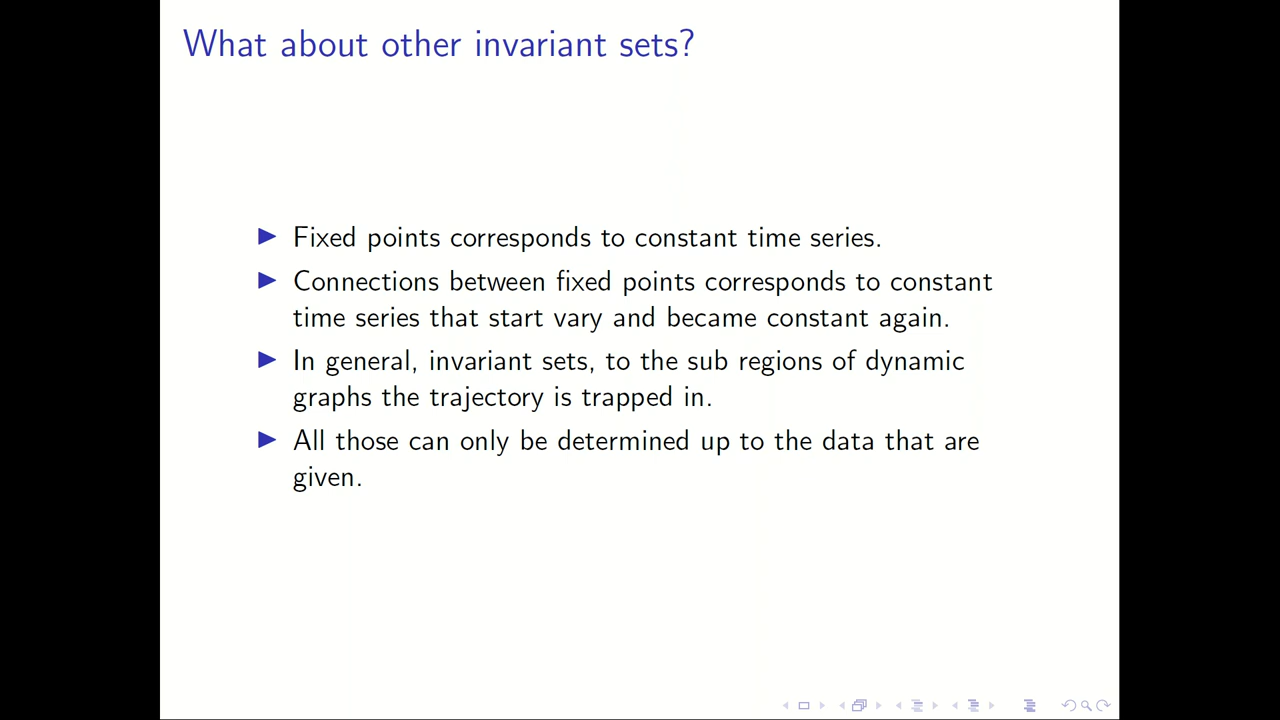 What about other invariant sets?
Fixed points corresponds to constant time series.
Connections between fixed points corresponds to constant
time series that start vary and became constant again.
In general, invariant sets, to the sub regions of dynamic
graphs the trajectory is trapped in.
All those can only be determined up to the data that are
given.